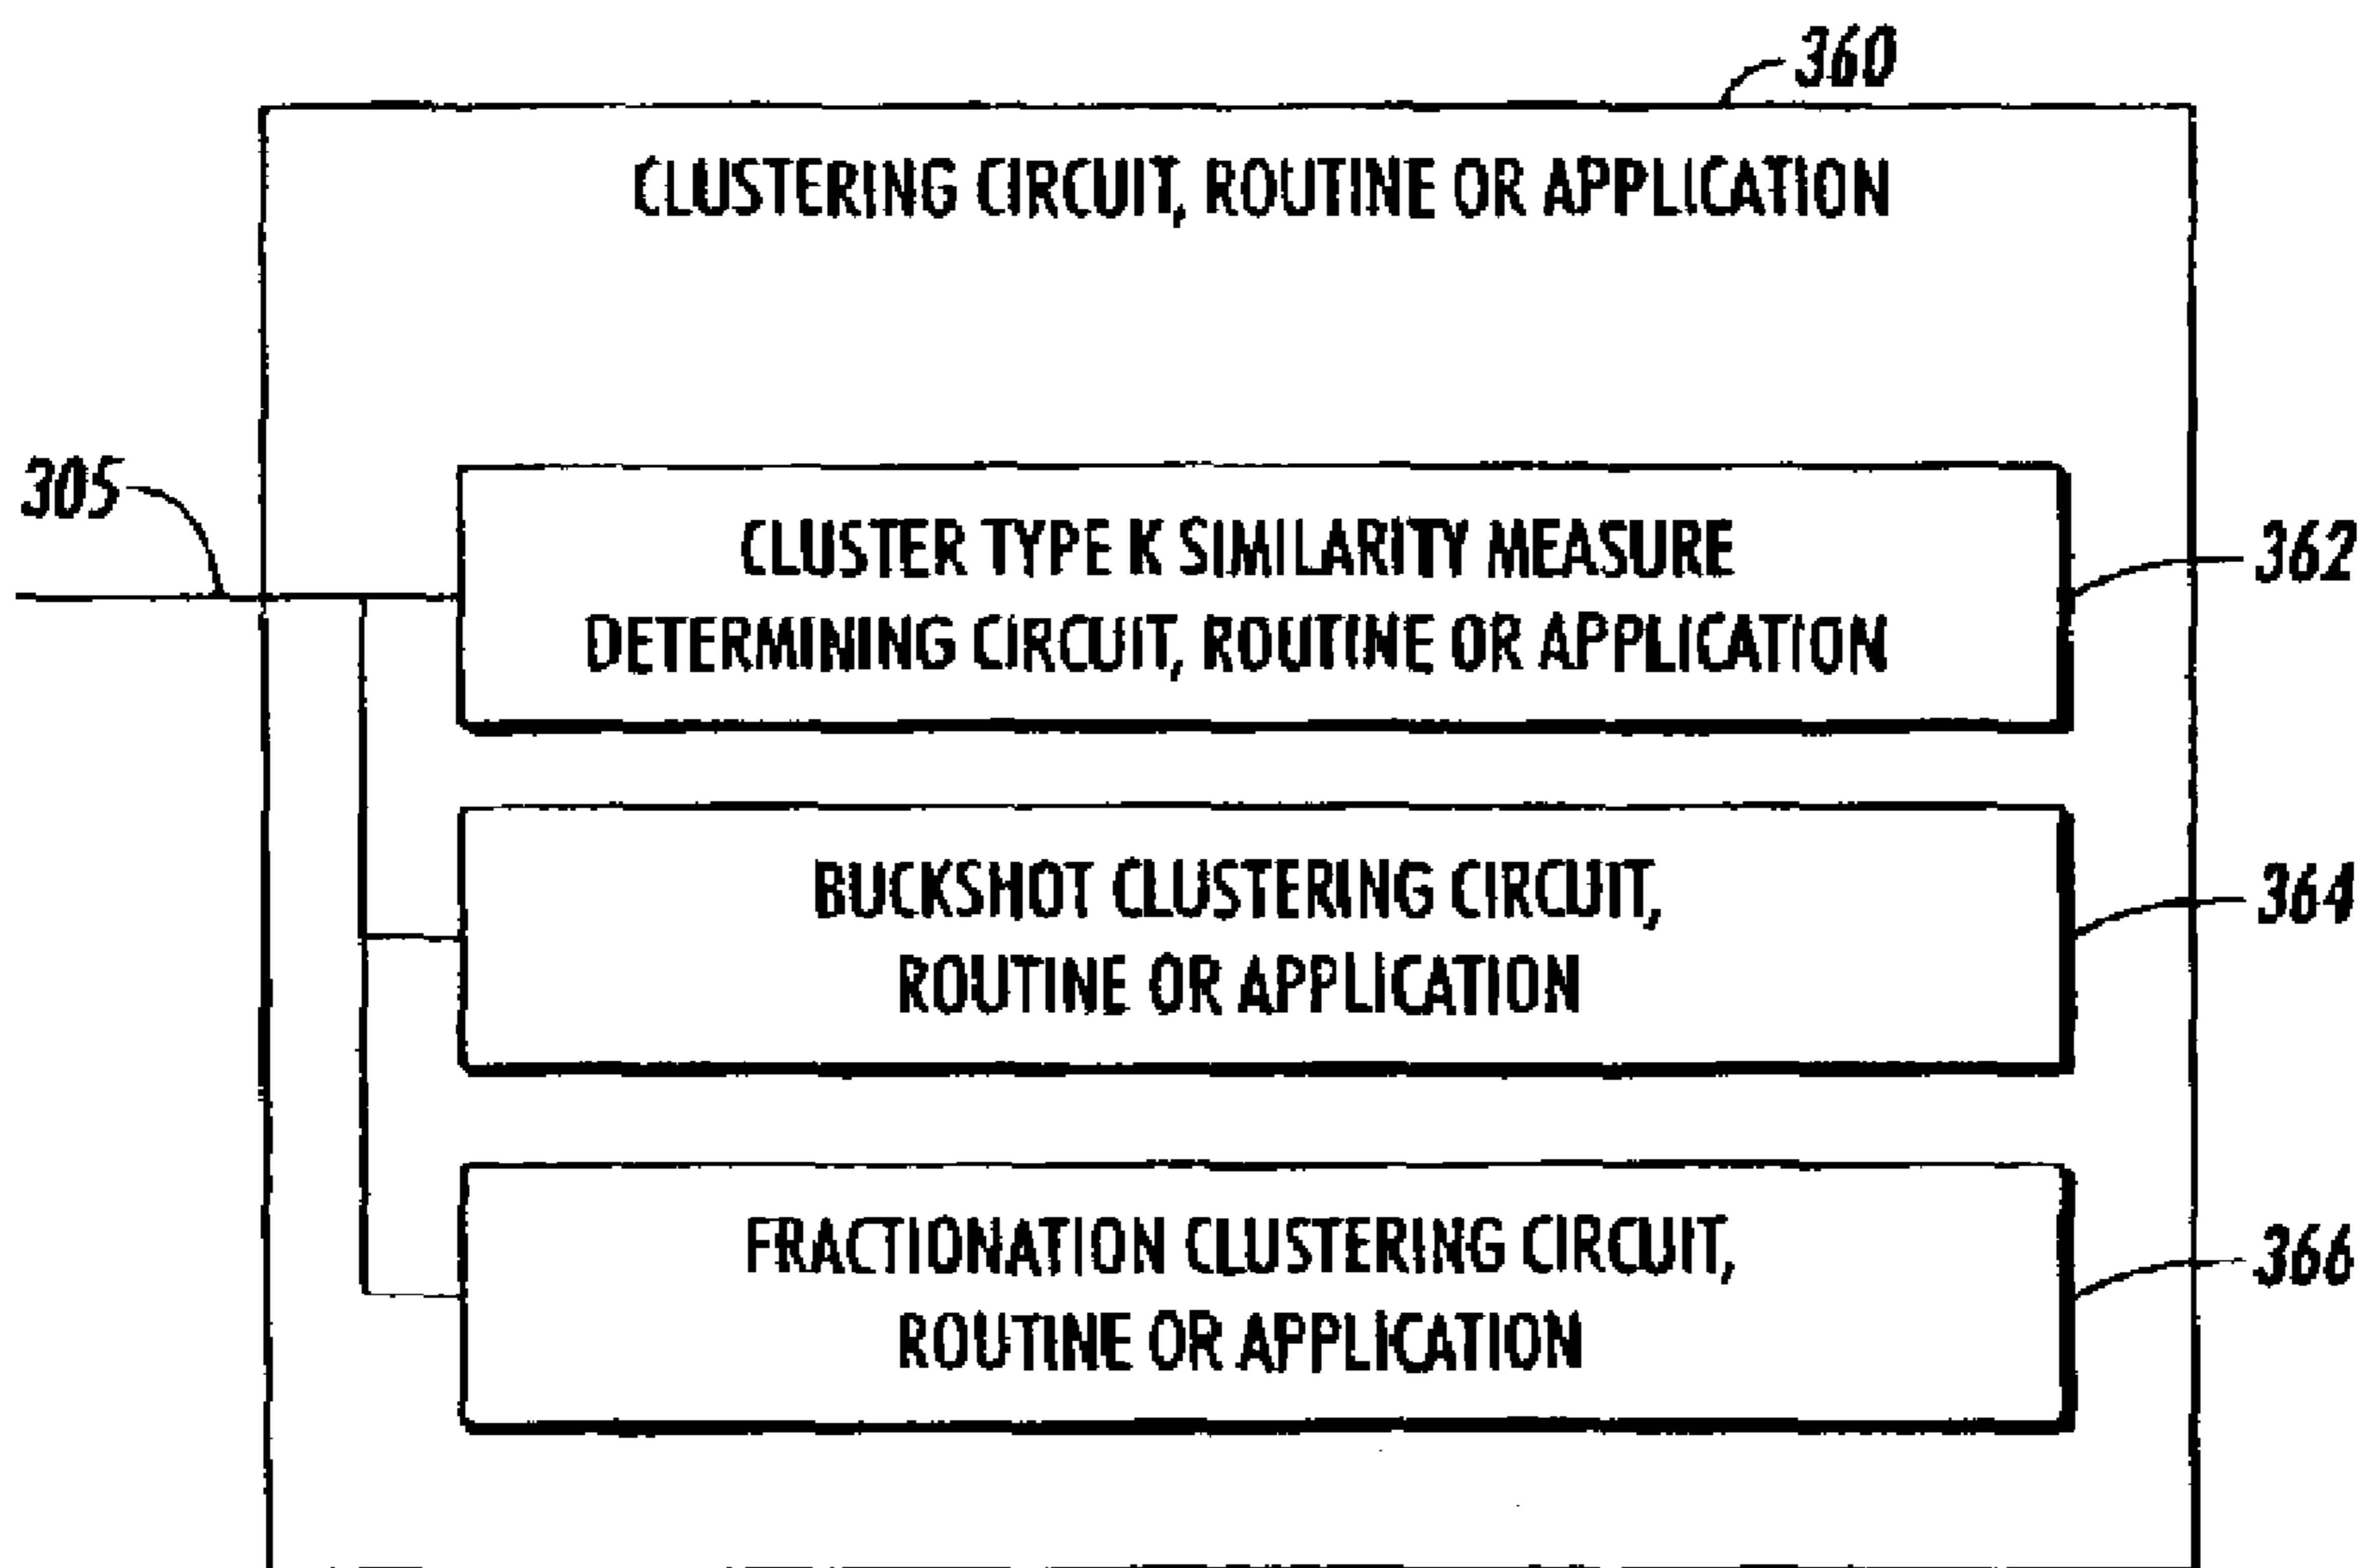 360
CLUSTERING CIRCUIT, ROUTINE OR APPLICATION
305
CLUSTER TYPE K SIMILARITY MEASURE
DETERMINING CIRCUIT, ROUTINE OR APPLICATION
362
BUCKSHOT CLUSTERING CIRCUIT,
ROUTINE OR APPLICATION
364
FRACTIONATION CLUSTERING CIRCUIT,
ROUTINE OR APPLICATION
366